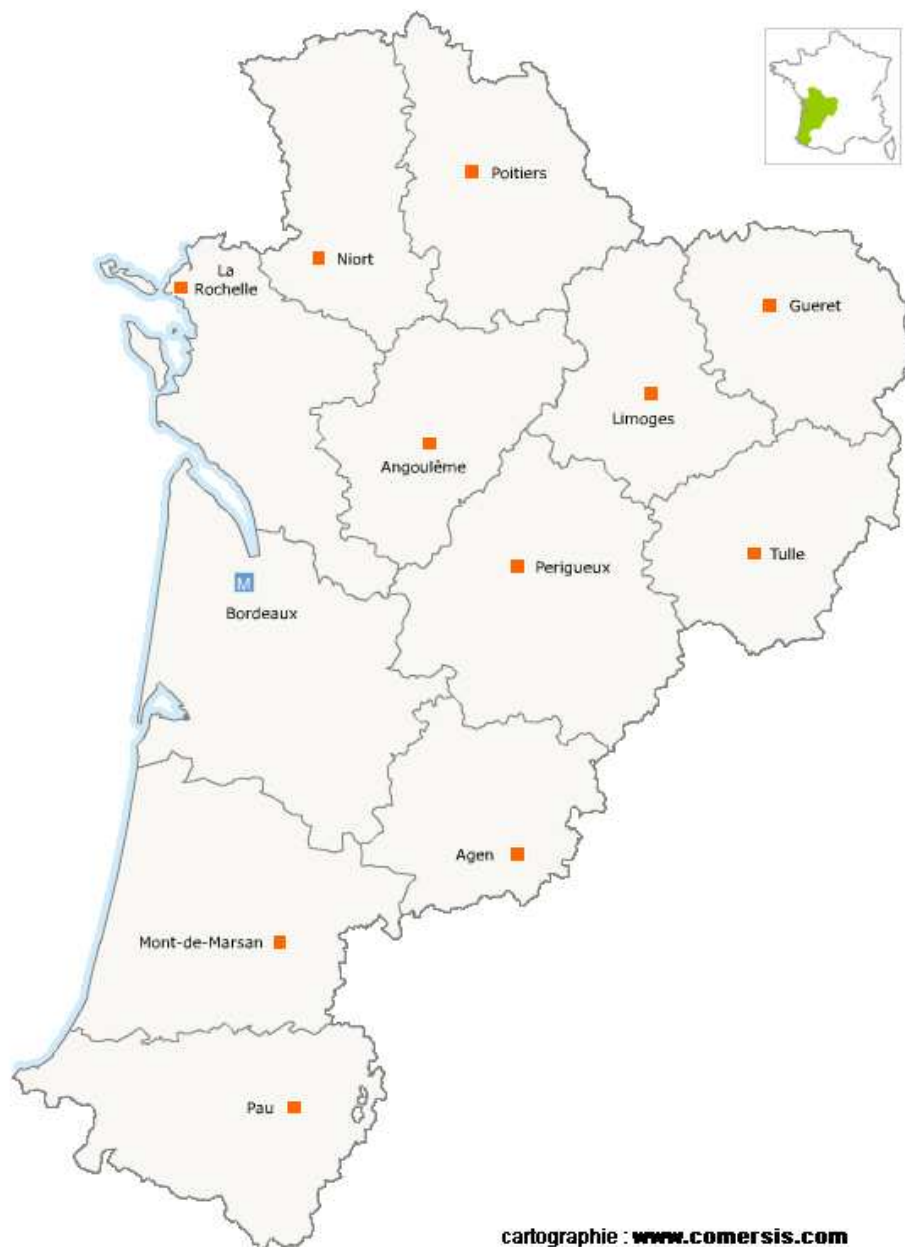 Poitiers
Niort
La
Rochelle
Gueret
Limoges
Angoulême
Tulle
Perigueux
M
Bordeaux
Agen
Mont-de-Marsan
Pau
cartographie : www.comersis.com